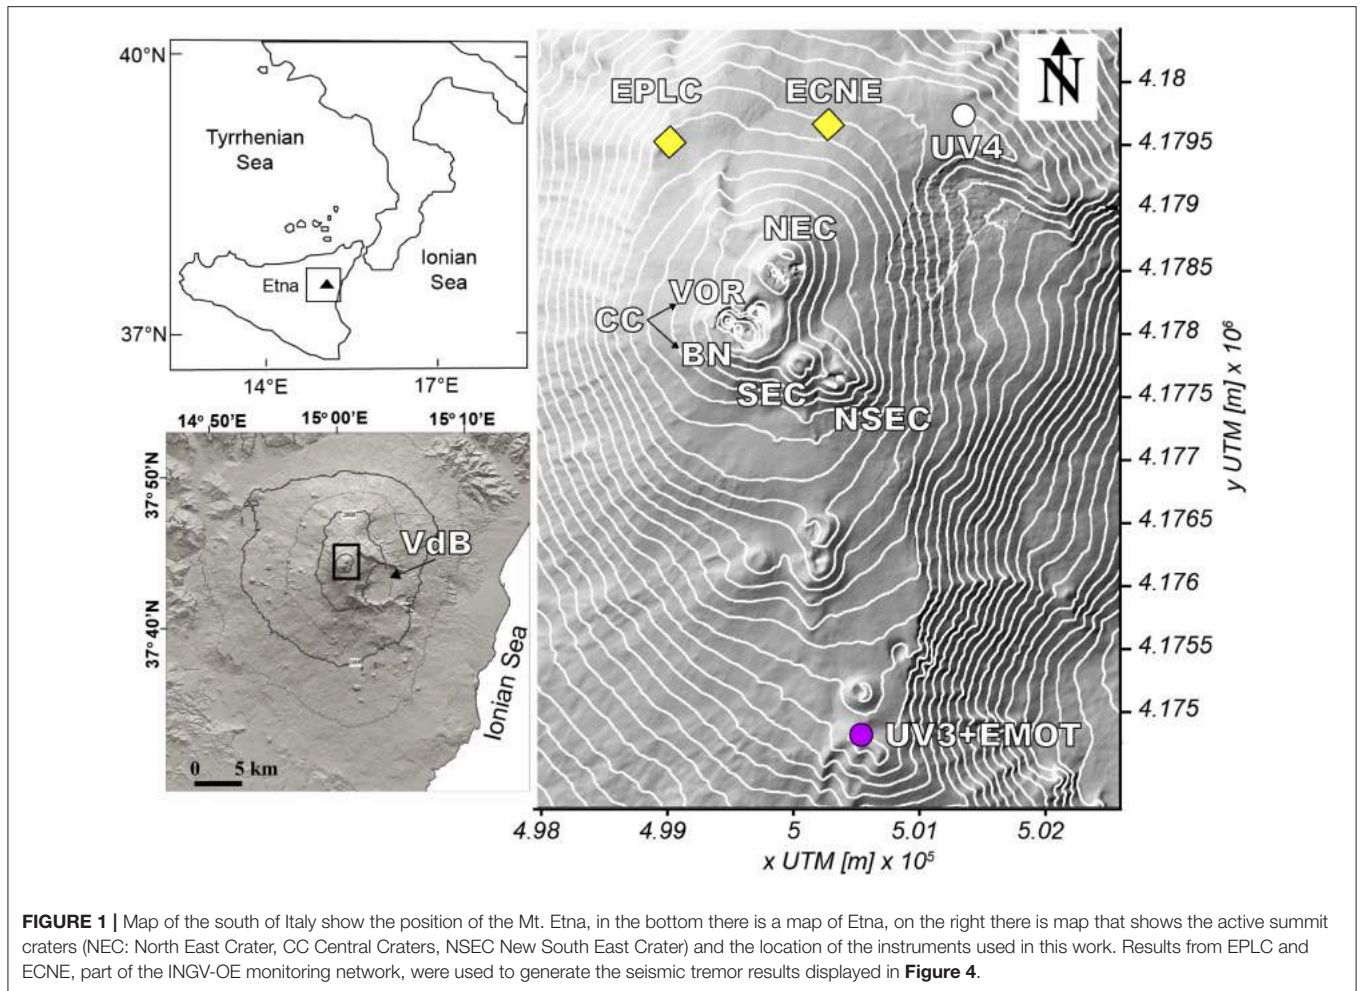 40°N
Tyrrhenian
Sea
Ionian
Sea
Etna
37°N
14°E
17°E
14° 50'E
15° 00'E
15° 10'E
37° 50'N
37° 40'N
VdB
Ionian Sea
0
5 km
N
EPLC
ECNE
UV4
NEC
VOR
CC
BN
SEC
NSEC
UV3+EMOT
4.18
4.1795
4.179
4.1785
4.178
4.1775
4.177
4.1765
4.176
4.1755
4.175
y UTM [m] x 10⁶
4.98
4.99
5
5.01
5.02
x UTM [m] x 10⁵
FIGURE 1 | Map of the south of Italy show the position of the Mt. Etna, in the bottom there is a map of Etna, on the right there is map that shows the active summit
craters (NEC: North East Crater, CC Central Craters, NSEC New South East Crater) and the location of the instruments used in this work. Results from EPLC and
ECNE, part of the INGV-OE monitoring network, were used to generate the seismic tremor results displayed in Figure 4.